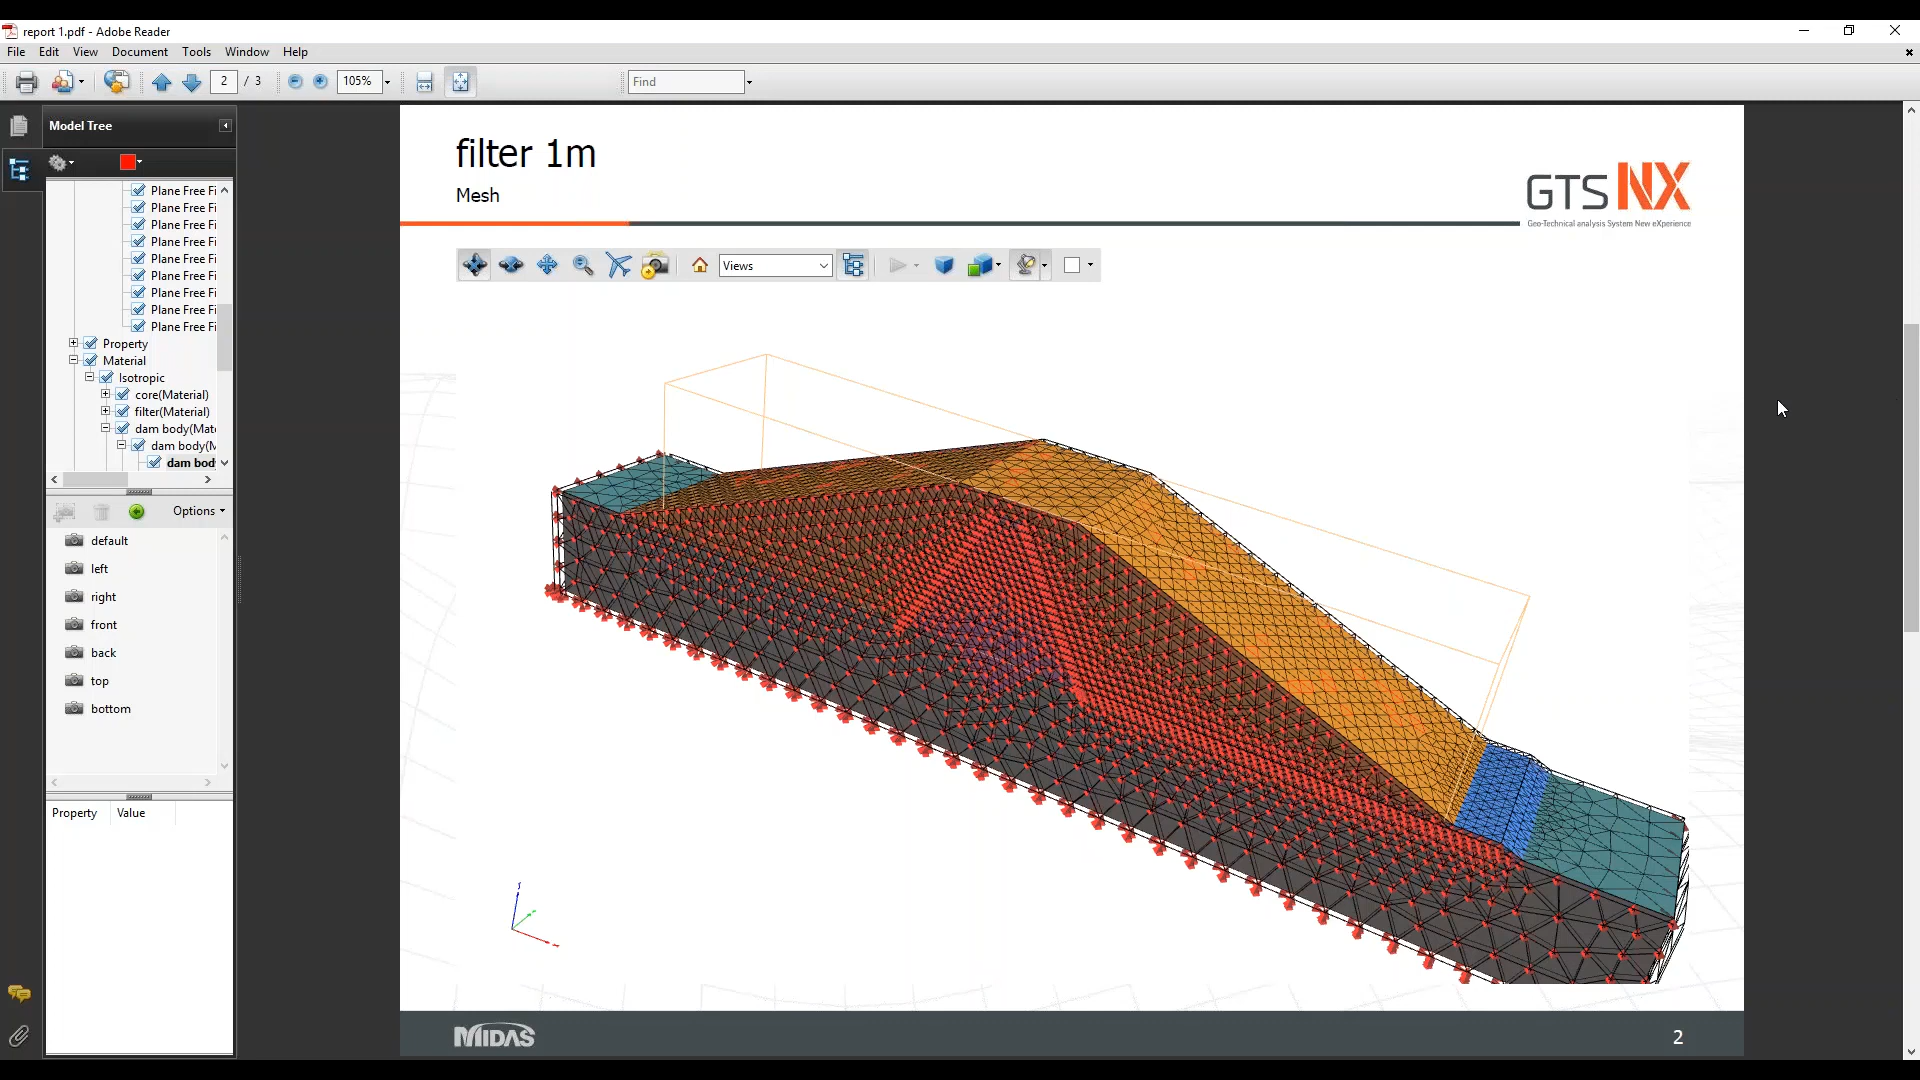 report 1.pdf - Adobe Reader
File Edit View Document Tools Window Help
2 / 3 105% Find
Model Tree
Plane Free Fi
Plane Free Fi
Plane Free Fi
Plane Free Fi
Plane Free Fi
Plane Free Fi
Plane Free Fi
Plane Free Fi
Plane Free Fi
Property
Material
Isotropic
core(Material)
filter(Material)
dam body(Mate
dam body(M
dam bod
Options
default
left
right
front
back
top
bottom
Property Value
filter 1m
Mesh
GTS NX
Geo-Technical analysis System New eXperience
Views
MIDAS
2